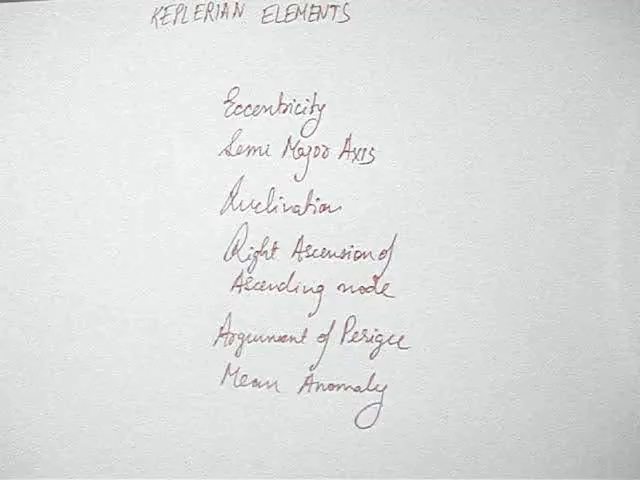 KEPLERIAN ELEMENTS
Eccentricity
Semi Major Axis
Inclination
Right Ascension of
Ascending node
Argument of Perigee
Mean Anomaly